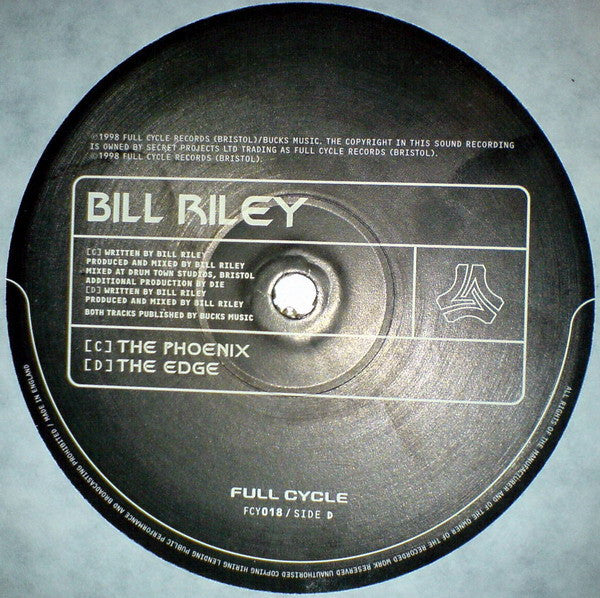 ℗1998 FULL CYCLE RECORDS (BRISTOL)/BUCKS MUSIC, THE COPYRIGHT IN THIS SOUND RECORDING
IS OWNED BY SECRET PROJECTS LTD TRADING AS FULL CYCLE RECORDS (BRISTOL).
©1998 FULL CYCLE RECORDS (BRISTOL).
BILL RILEY
[C] WRITTEN BY BILL RILEY
PRODUCED AND MIXED BY BILL RILEY
MIXED AT DRUM TOWN STUDIOS, BRISTOL
ADDITIONAL PRODUCTION BY DIE
[D] WRITTEN BY BILL RILEY
PRODUCED AND MIXED BY BILL RILEY
BOTH TRACKS PUBLISHED BY BUCKS MUSIC
[C] THE PHOENIX
[D] THE EDGE
FULL CYCLE
FCY018 / SIDE D
ALL RIGHTS OF THE MANUFACTURER AND OF THE OWNER OF THE RECORDED WORK RESERVED UNAUTHORISED COPYING HIRING LENDING PUBLIC PERFORMANCE AND BROADCASTING PROHIBITED / MADE IN ENGLAND